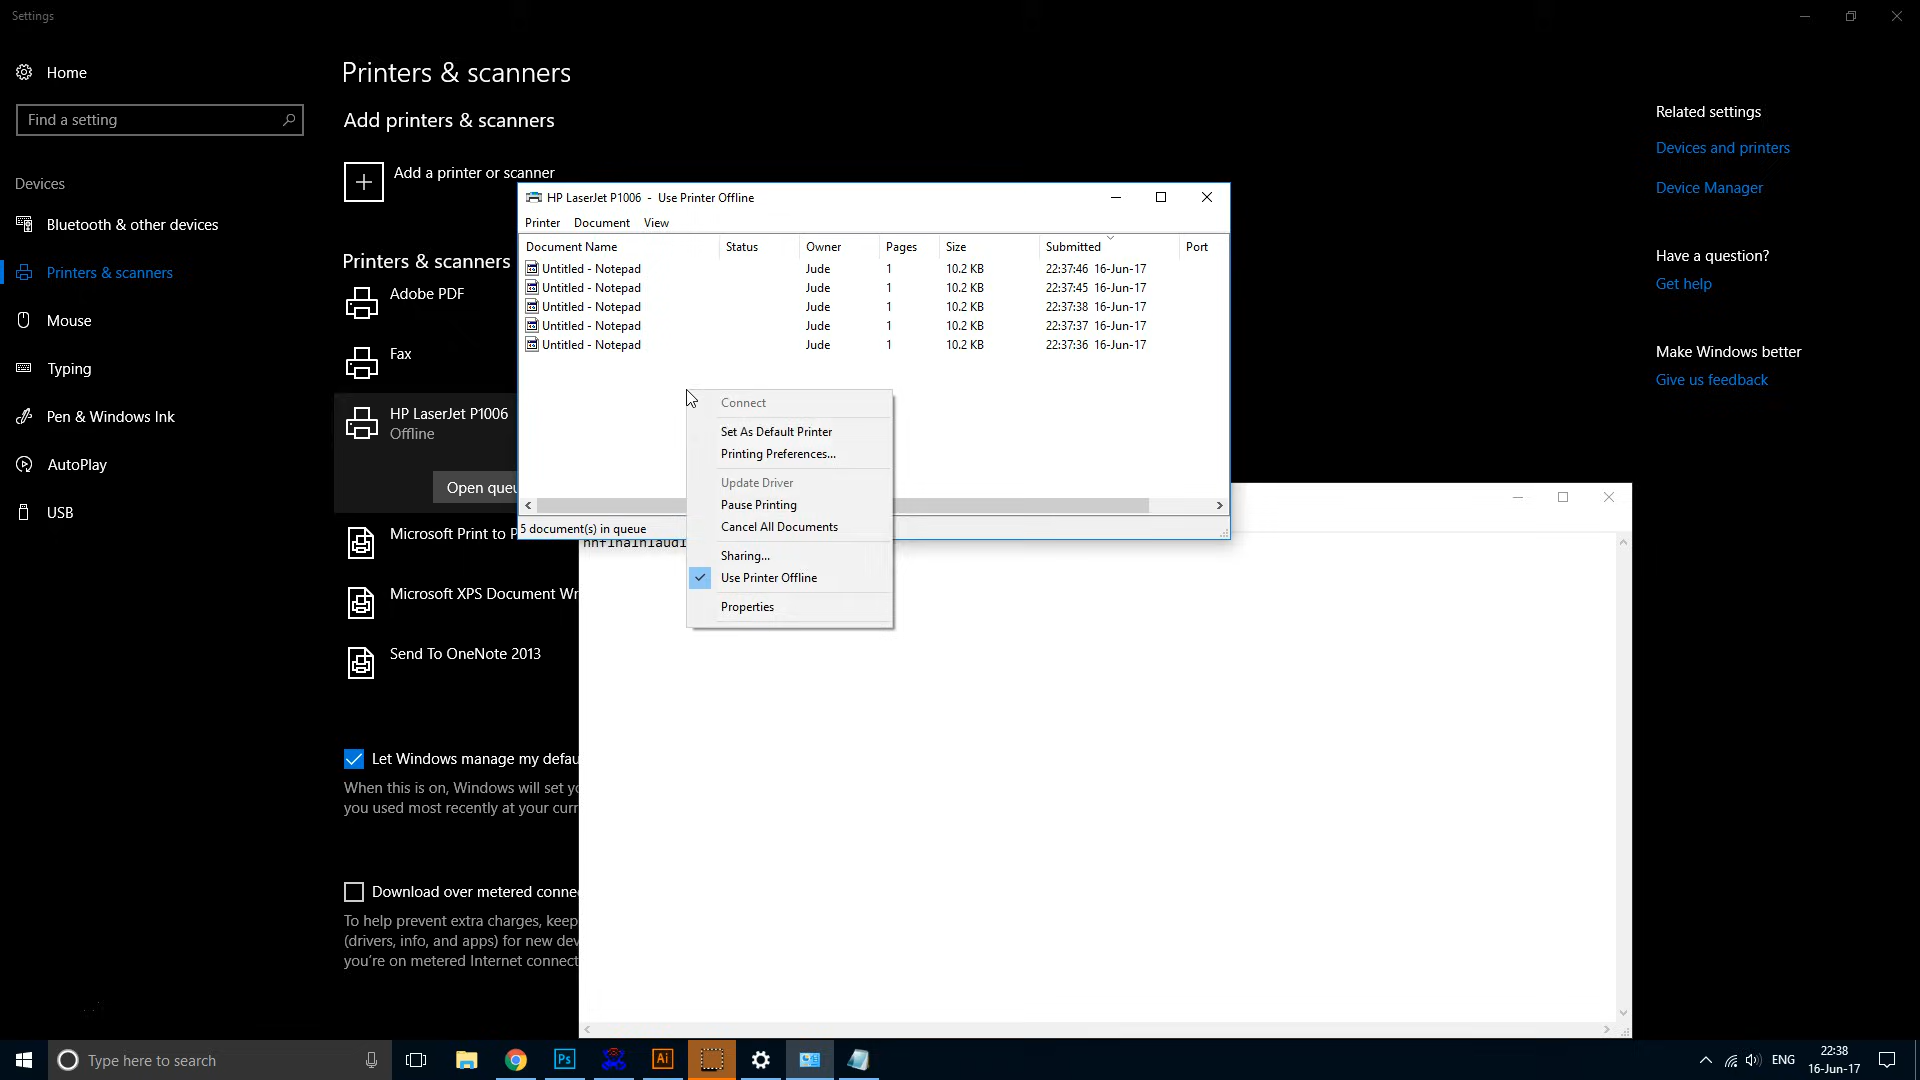 Settings
Home
Find a setting
Devices
Bluetooth & other devices
Printers & scanners
Mouse
Typing
Pen & Windows Ink
AutoPlay
USB
Printers & scanners
Add printers & scanners
Add a printer or scanner
Printers & scanners
Adobe PDF
Fax
HP LaserJet P1006
Offline
Open queu
Microsoft Print to P
Microsoft XPS Document Wr
Send To OneNote 2013
Let Windows manage my defau
When this is on, Windows will set yo
you used most recently at your curr
Download over metered conne
To help prevent extra charges, keep
(drivers, info, and apps) for new dev
you're on metered Internet connect
HP LaserJet P1006 - Use Printer Offline
Printer Document View
Document Name Status Owner Pages Size Submitted Port
Untitled - Notepad Jude 1 10.2 KB 22:37:46 16-Jun-17
Untitled - Notepad Jude 1 10.2 KB 22:37:45 16-Jun-17
Untitled - Notepad Jude 1 10.2 KB 22:37:38 16-Jun-17
Untitled - Notepad Jude 1 10.2 KB 22:37:37 16-Jun-17
Untitled - Notepad Jude 1 10.2 KB 22:37:36 16-Jun-17
5 document(s) in queue
Connect
Set As Default Printer
Printing Preferences...
Update Driver
Pause Printing
Cancel All Documents
Sharing...
Use Printer Offline
Properties
Related settings
Devices and printers
Device Manager
Have a question?
Get help
Make Windows better
Give us feedback
Type here to search
Ps
Ai
ENG
22:38
16-Jun-17